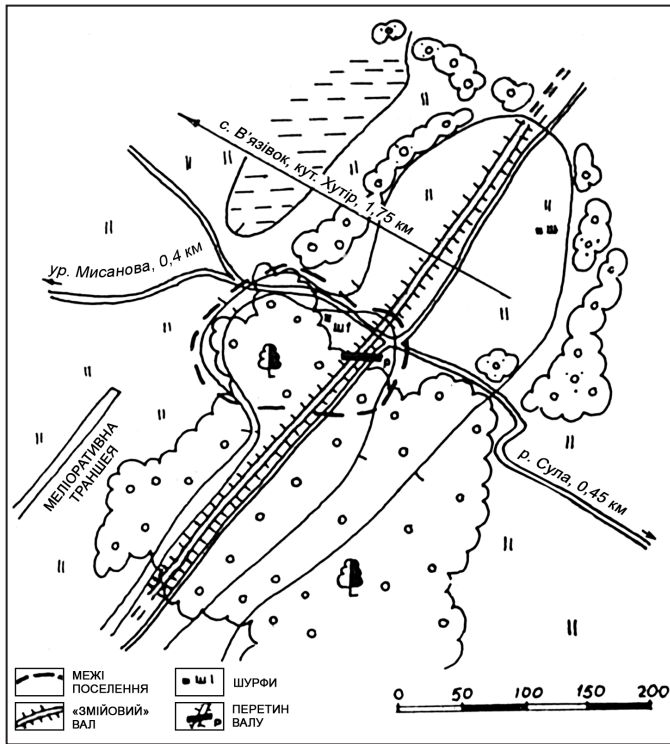 с. В'язівок, кут. Хутір, 1,75 км
ур. Мисанова, 0,4 км
ш1
р
МЕЛІОРАТИВНА
ТРАНШЕЯ
р. Сула, 0,45 км
МЕЖІ
ПОСЕЛЕННЯ
ш1
ШУРФИ
«ЗМІЙОВИЙ»
ВАЛ
р
ПЕРЕТИН
ВАЛУ
0 50 100 150 200